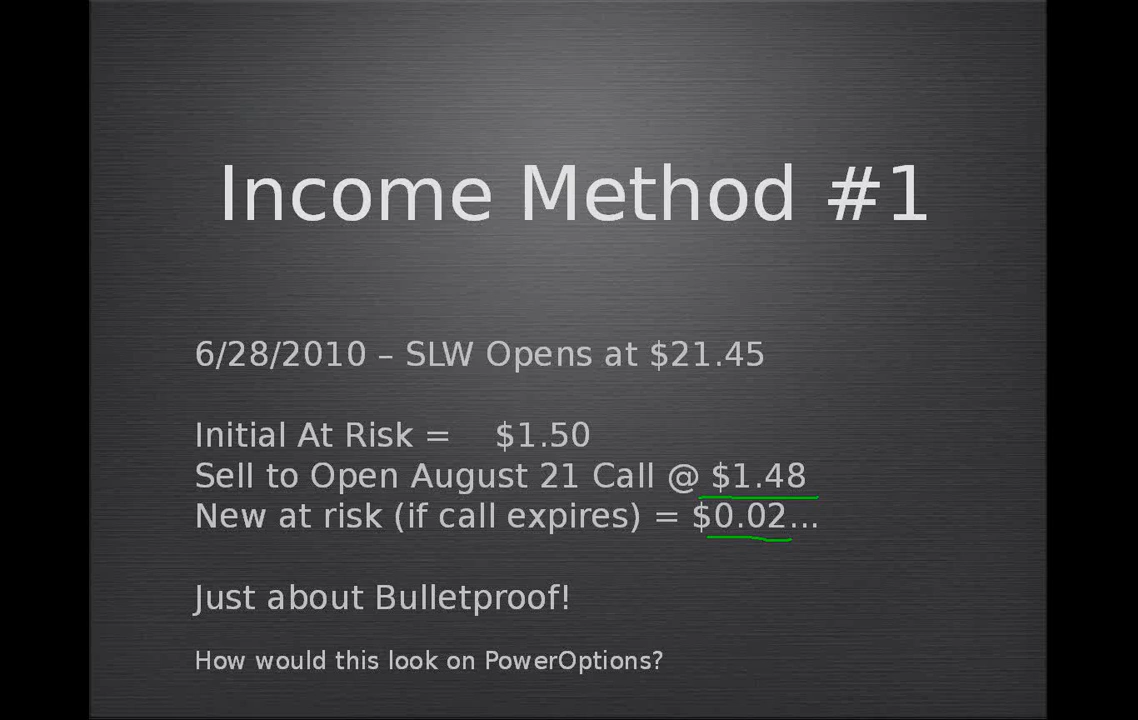 Income Method #1
6/28/2010 – SLW Opens at $21.45
Initial At Risk = $1.50
Sell to Open August 21 Call @ $1.48
New at risk (if call expires) = $0.02...
Just about Bulletproof!
How would this look on PowerOptions?